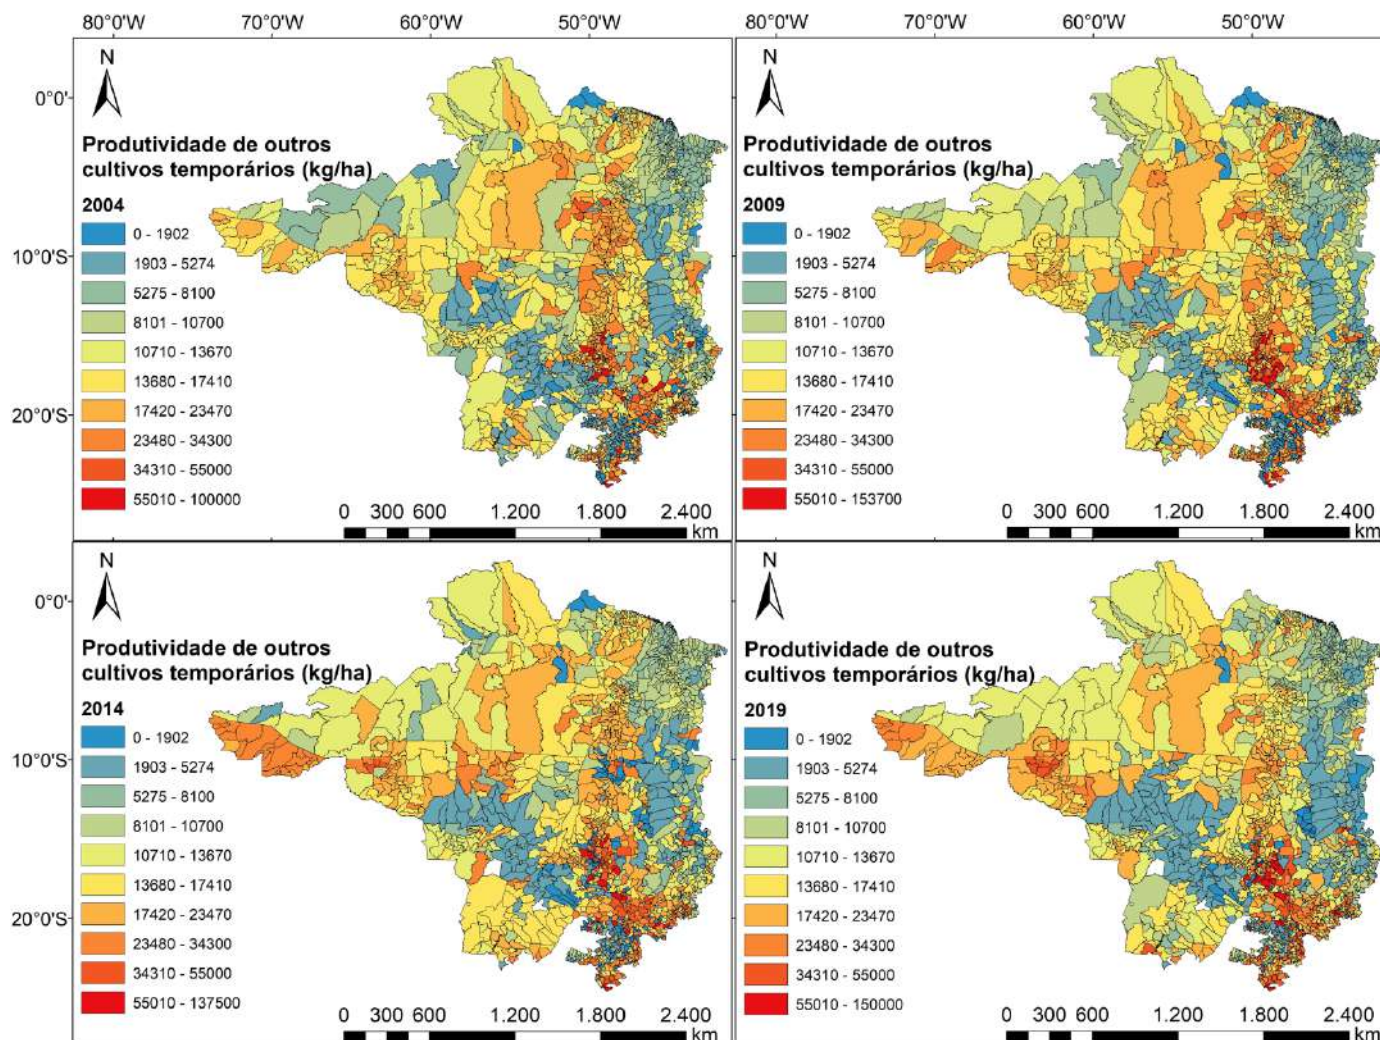 80°0'W 70°0'W 60°0'W 50°0'W 80°0'W 70°0'W 60°0'W 50°0'W
N
0°0'
Produtividade de outros
cultivos temporários (kg/ha)
2004
0 - 1902
1903 - 5274
5275 - 8100
8101 - 10700
10710 - 13670
13680 - 17410
17420 - 23470
23480 - 34300
34310 - 55000
55010 - 100000
10°0'S
20°0'S
0 300 600 1.200 1.800 2.400
km
N
Produtividade de outros
cultivos temporários (kg/ha)
2009
0 - 1902
1903 - 5274
5275 - 8100
8101 - 10700
10710 - 13670
13680 - 17410
17420 - 23470
23480 - 34300
34310 - 55000
55010 - 153700
0 300 600 1.200 1.800 2.400
km
N
0°0'
Produtividade de outros
cultivos temporários (kg/ha)
2014
0 - 1902
1903 - 5274
5275 - 8100
8101 - 10700
10710 - 13670
13680 - 17410
17420 - 23470
23480 - 34300
34310 - 55000
55010 - 137500
10°0'S
20°0'S
0 300 600 1.200 1.800 2.400
km
N
Produtividade de outros
cultivos temporários (kg/ha)
2019
0 - 1902
1903 - 5274
5275 - 8100
8101 - 10700
10710 - 13670
13680 - 17410
17420 - 23470
23480 - 34300
34310 - 55000
55010 - 150000
0 300 600 1.200 1.800 2.400
km